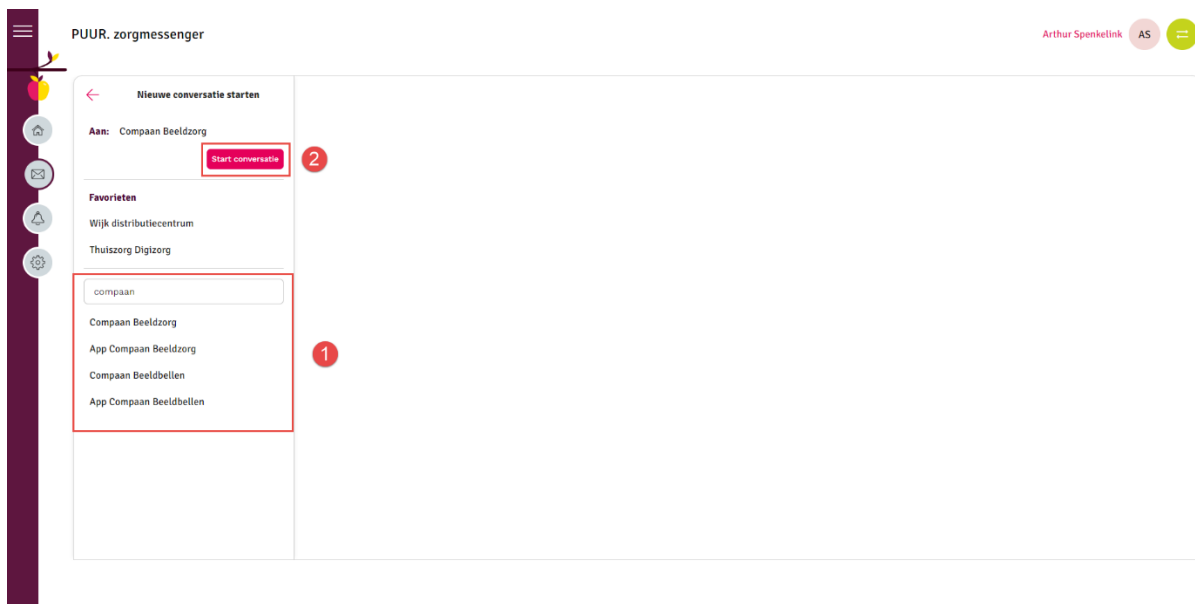 PUUR. zorgmessenger
Arthur Spenkelink AS
Nieuwe conversatie starten
Aan: Compaan Beeldzorg
Start conversatie
2
Favorieten
Wijk distributiecentrum
Thuiszorg Digizorg
compaan
Compaan Beeldzorg
App Compaan Beeldzorg
1
Compaan Beeldbellen
App Compaan Beeldbellen